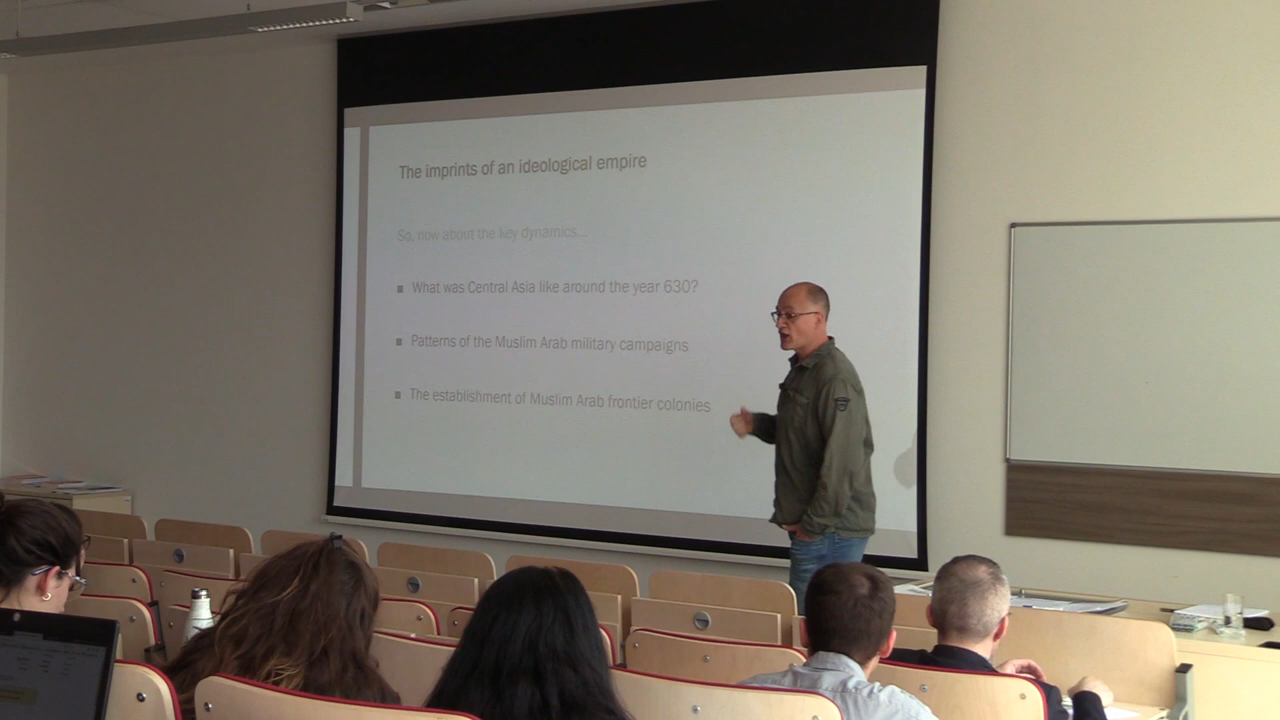 The imprints of an ideological empire
So, now about the key dynamics...
What was Central Asia like around the year 630?
Patterns of the Muslim Arab military campaigns
The establishment of Muslim Arab frontier colonies